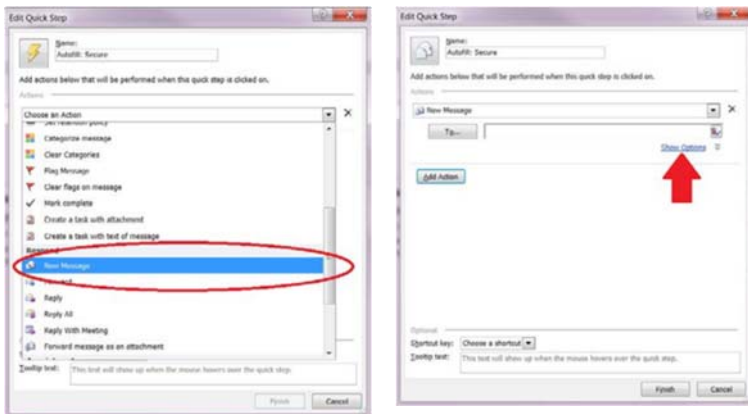 Edit Quick Step
Name:
Autofill: Secure
Add actions below that will be performed when this quick step is clicked on.
Actions
Choose an Action
Set retention policy
Categorize message
Clear Categories
Flag Message
Clear flags on message
Mark complete
Create a task with attachment
Create a task with text of message
Respond
New Message
Forward
Reply
Reply All
Reply With Meeting
Forward message as an attachment
Tooltip text: This text will show up when the mouse hovers over the quick step.
Finish Cancel
Edit Quick Step
Name:
Autofill: Secure
Add actions below that will be performed when this quick step is clicked on.
Actions
New Message
To...
Show Options
Add Action
Optional
Shortcut key: Choose a shortcut
Tooltip text: This text will show up when the mouse hovers over the quick step.
Finish Cancel